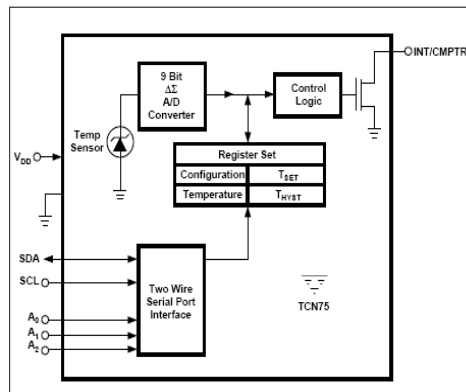 INT/CMPTR
9 Bit
ΔΣ
A/D
Converter
Control
Logic
Temp
Sensor
VDD
Register Set
Configuration TSET
Temperature THYST
SDA
SCL
Two Wire
Serial Port
Interface
A0
A1
A2
TCN75